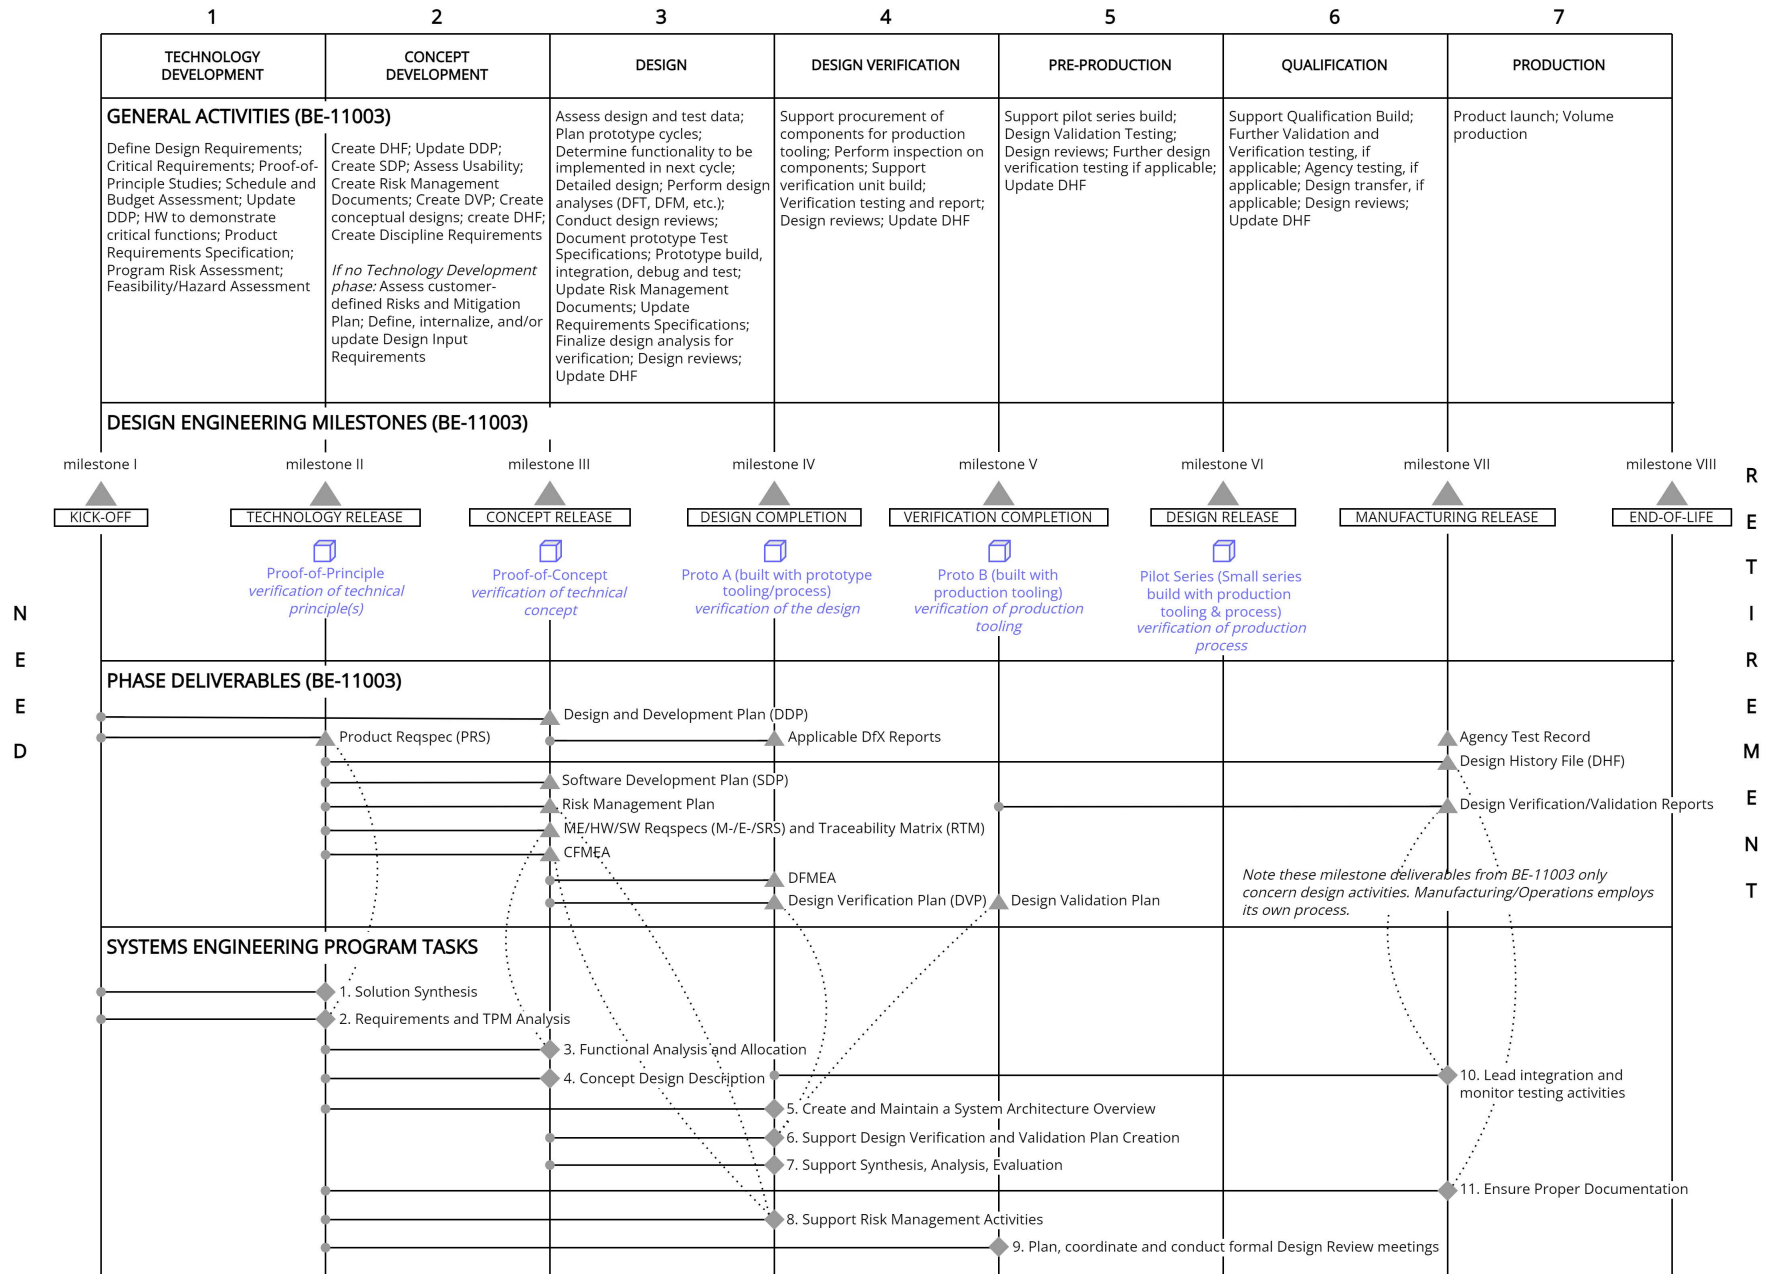 1 2 3 4 5 6 7
TECHNOLOGY
DEVELOPMENT
CONCEPT
DEVELOPMENT
DESIGN
DESIGN VERIFICATION
PRE-PRODUCTION
QUALIFICATION
PRODUCTION
GENERAL ACTIVITIES (BE-11003)
Define Design Requirements;
Critical Requirements; Proof-of-
Principle Studies; Schedule and
Budget Assessment; Update
DDP; HW to demonstrate
critical functions; Product
Requirements Specification;
Program Risk Assessment;
Feasibility/Hazard Assessment
Create DHF; Update DDP;
Create SDP; Assess Usability;
Create Risk Management
Documents; Create DVP; Create
conceptual designs; create DHF;
Create Discipline Requirements
If no Technology Development
phase: Assess customer-
defined Risks and Mitigation
Plan; Define, internalize, and/or
update Design Input
Requirements
Assess design and test data;
Plan prototype cycles;
Determine functionality to be
implemented in next cycle;
Detailed design; Perform design
analyses (DFT, DFM, etc.);
Conduct design reviews;
Document prototype Test
Specifications; Prototype build,
integration, debug and test;
Update Risk Management
Documents; Update
Requirements Specifications;
Finalize design analysis for
verification; Design reviews;
Update DHF
Support procurement of
components for production
tooling; Perform inspection on
components; Support
verification unit build;
Verification testing and report;
Design reviews; Update DHF
Support pilot series build;
Design Validation Testing;
Design reviews; Further design
verification testing if applicable;
Update DHF
Support Qualification Build;
Further Validation and
Verification testing, if
applicable; Agency testing, if
applicable; Design transfer, if
applicable; Design reviews;
Update DHF
Product launch; Volume
production
DESIGN ENGINEERING MILESTONES (BE-11003)
milestone I
KICK-OFF
milestone II
TECHNOLOGY RELEASE
Proof-of-Principle
verification of technical
principle(s)
milestone III
CONCEPT RELEASE
Proof-of-Concept
verification of technical
concept
milestone IV
DESIGN COMPLETION
Proto A (built with prototype
tooling/process)
verification of the design
milestone V
VERIFICATION COMPLETION
Proto B (built with
production tooling)
verification of production
tooling
milestone VI
DESIGN RELEASE
Pilot Series (Small series
build with production
tooling & process)
verification of production
process
milestone VII
MANUFACTURING RELEASE
milestone VIII
END-OF-LIFE
NEED
RETIREMENT
PHASE DELIVERABLES (BE-11003)
Design and Development Plan (DDP)
Product Reqspec (PRS)
Applicable DfX Reports
Agency Test Record
Design History File (DHF)
Software Development Plan (SDP)
Risk Management Plan
Design Verification/Validation Reports
ME/HW/SW Reqspecs (M-/E-/SRS) and Traceability Matrix (RTM)
CFMEA
DFMEA
Design Verification Plan (DVP)
Design Validation Plan
Note these milestone deliverables from BE-11003 only
concern design activities. Manufacturing/Operations employs
its own process.
SYSTEMS ENGINEERING PROGRAM TASKS
1. Solution Synthesis
2. Requirements and TPM Analysis
3. Functional Analysis and Allocation
4. Concept Design Description
10. Lead integration and
monitor testing activities
5. Create and Maintain a System Architecture Overview
6. Support Design Verification and Validation Plan Creation
7. Support Synthesis, Analysis, Evaluation
11. Ensure Proper Documentation
8. Support Risk Management Activities
9. Plan, coordinate and conduct formal Design Review meetings